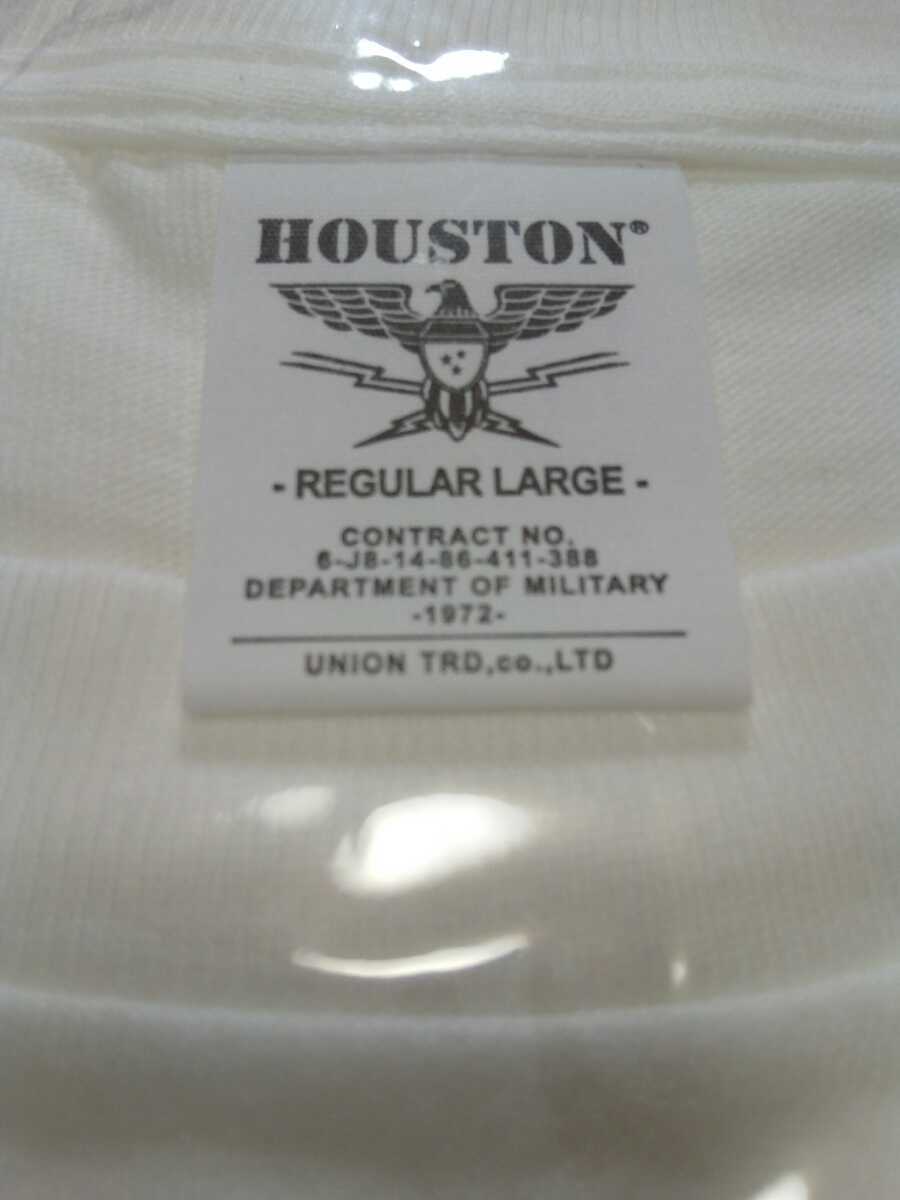 HOUSTON®
- REGULAR LARGE -
CONTRACT NO.
6-J8-14-86-411-388
DEPARTMENT OF MILITARY
-1972-
UNION TRD,co.,LTD